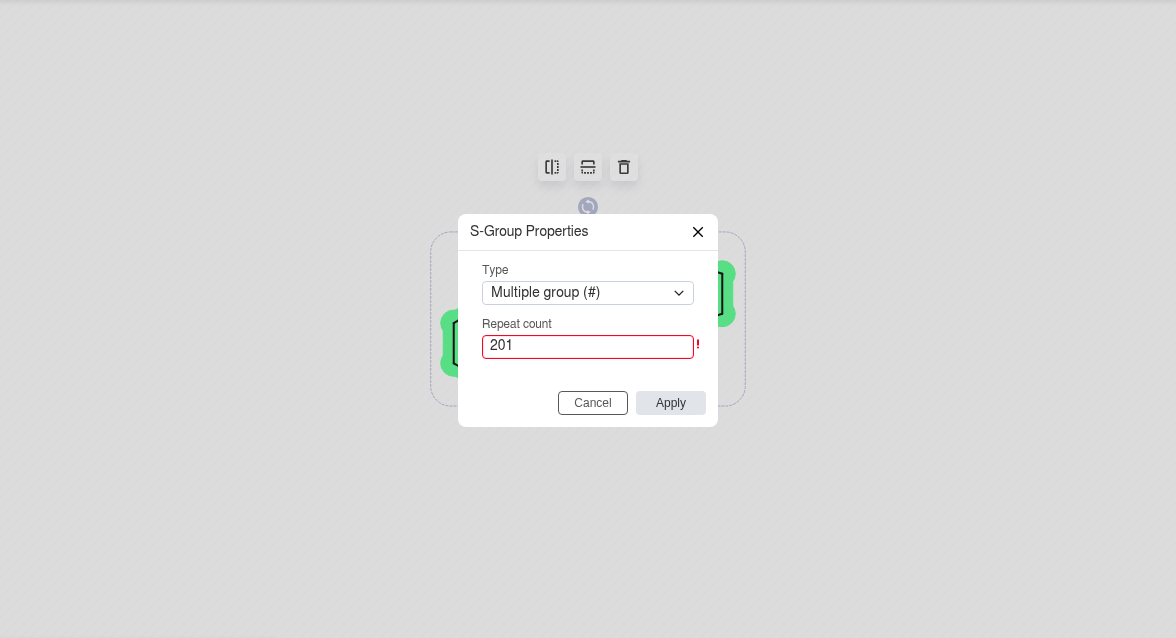 S-Group Properties
Type
Multiple group (#)
Repeat count
201
!
Cancel
Apply